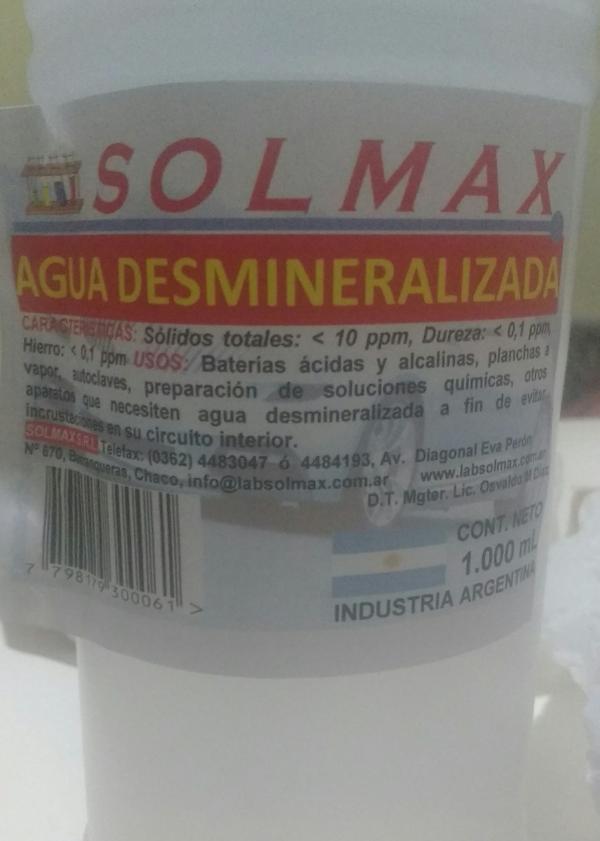 SOLMAX
AGUA DESMINERALIZADA
CARACTERISTICAS: Sólidos totales: < 10 ppm, Dureza: < 0,1 ppm,
Hierro: < 0,1 ppm USOS: Baterias ácidas y alcalinas, planchas a
vapor, autoclaves, preparación de soluciones químicas, otros
aparatos que necesiten agua desmineralizada a fin de evitar
incrustaciones en su circuito interior.
SOLMAX S.R.L. Telefax: (0362) 4483047 ó 4484193, Av. Diagonal Eva Perón
Nº 670, Barranqueras, Chaco, info@labsolmax.com.ar www.labsolmax.com.ar
D.T. Mgter. Lic. Osvaldo M
CONT. NETO
1.000 mL
INDUSTRIA ARGENTINA
7 798179 300061 >